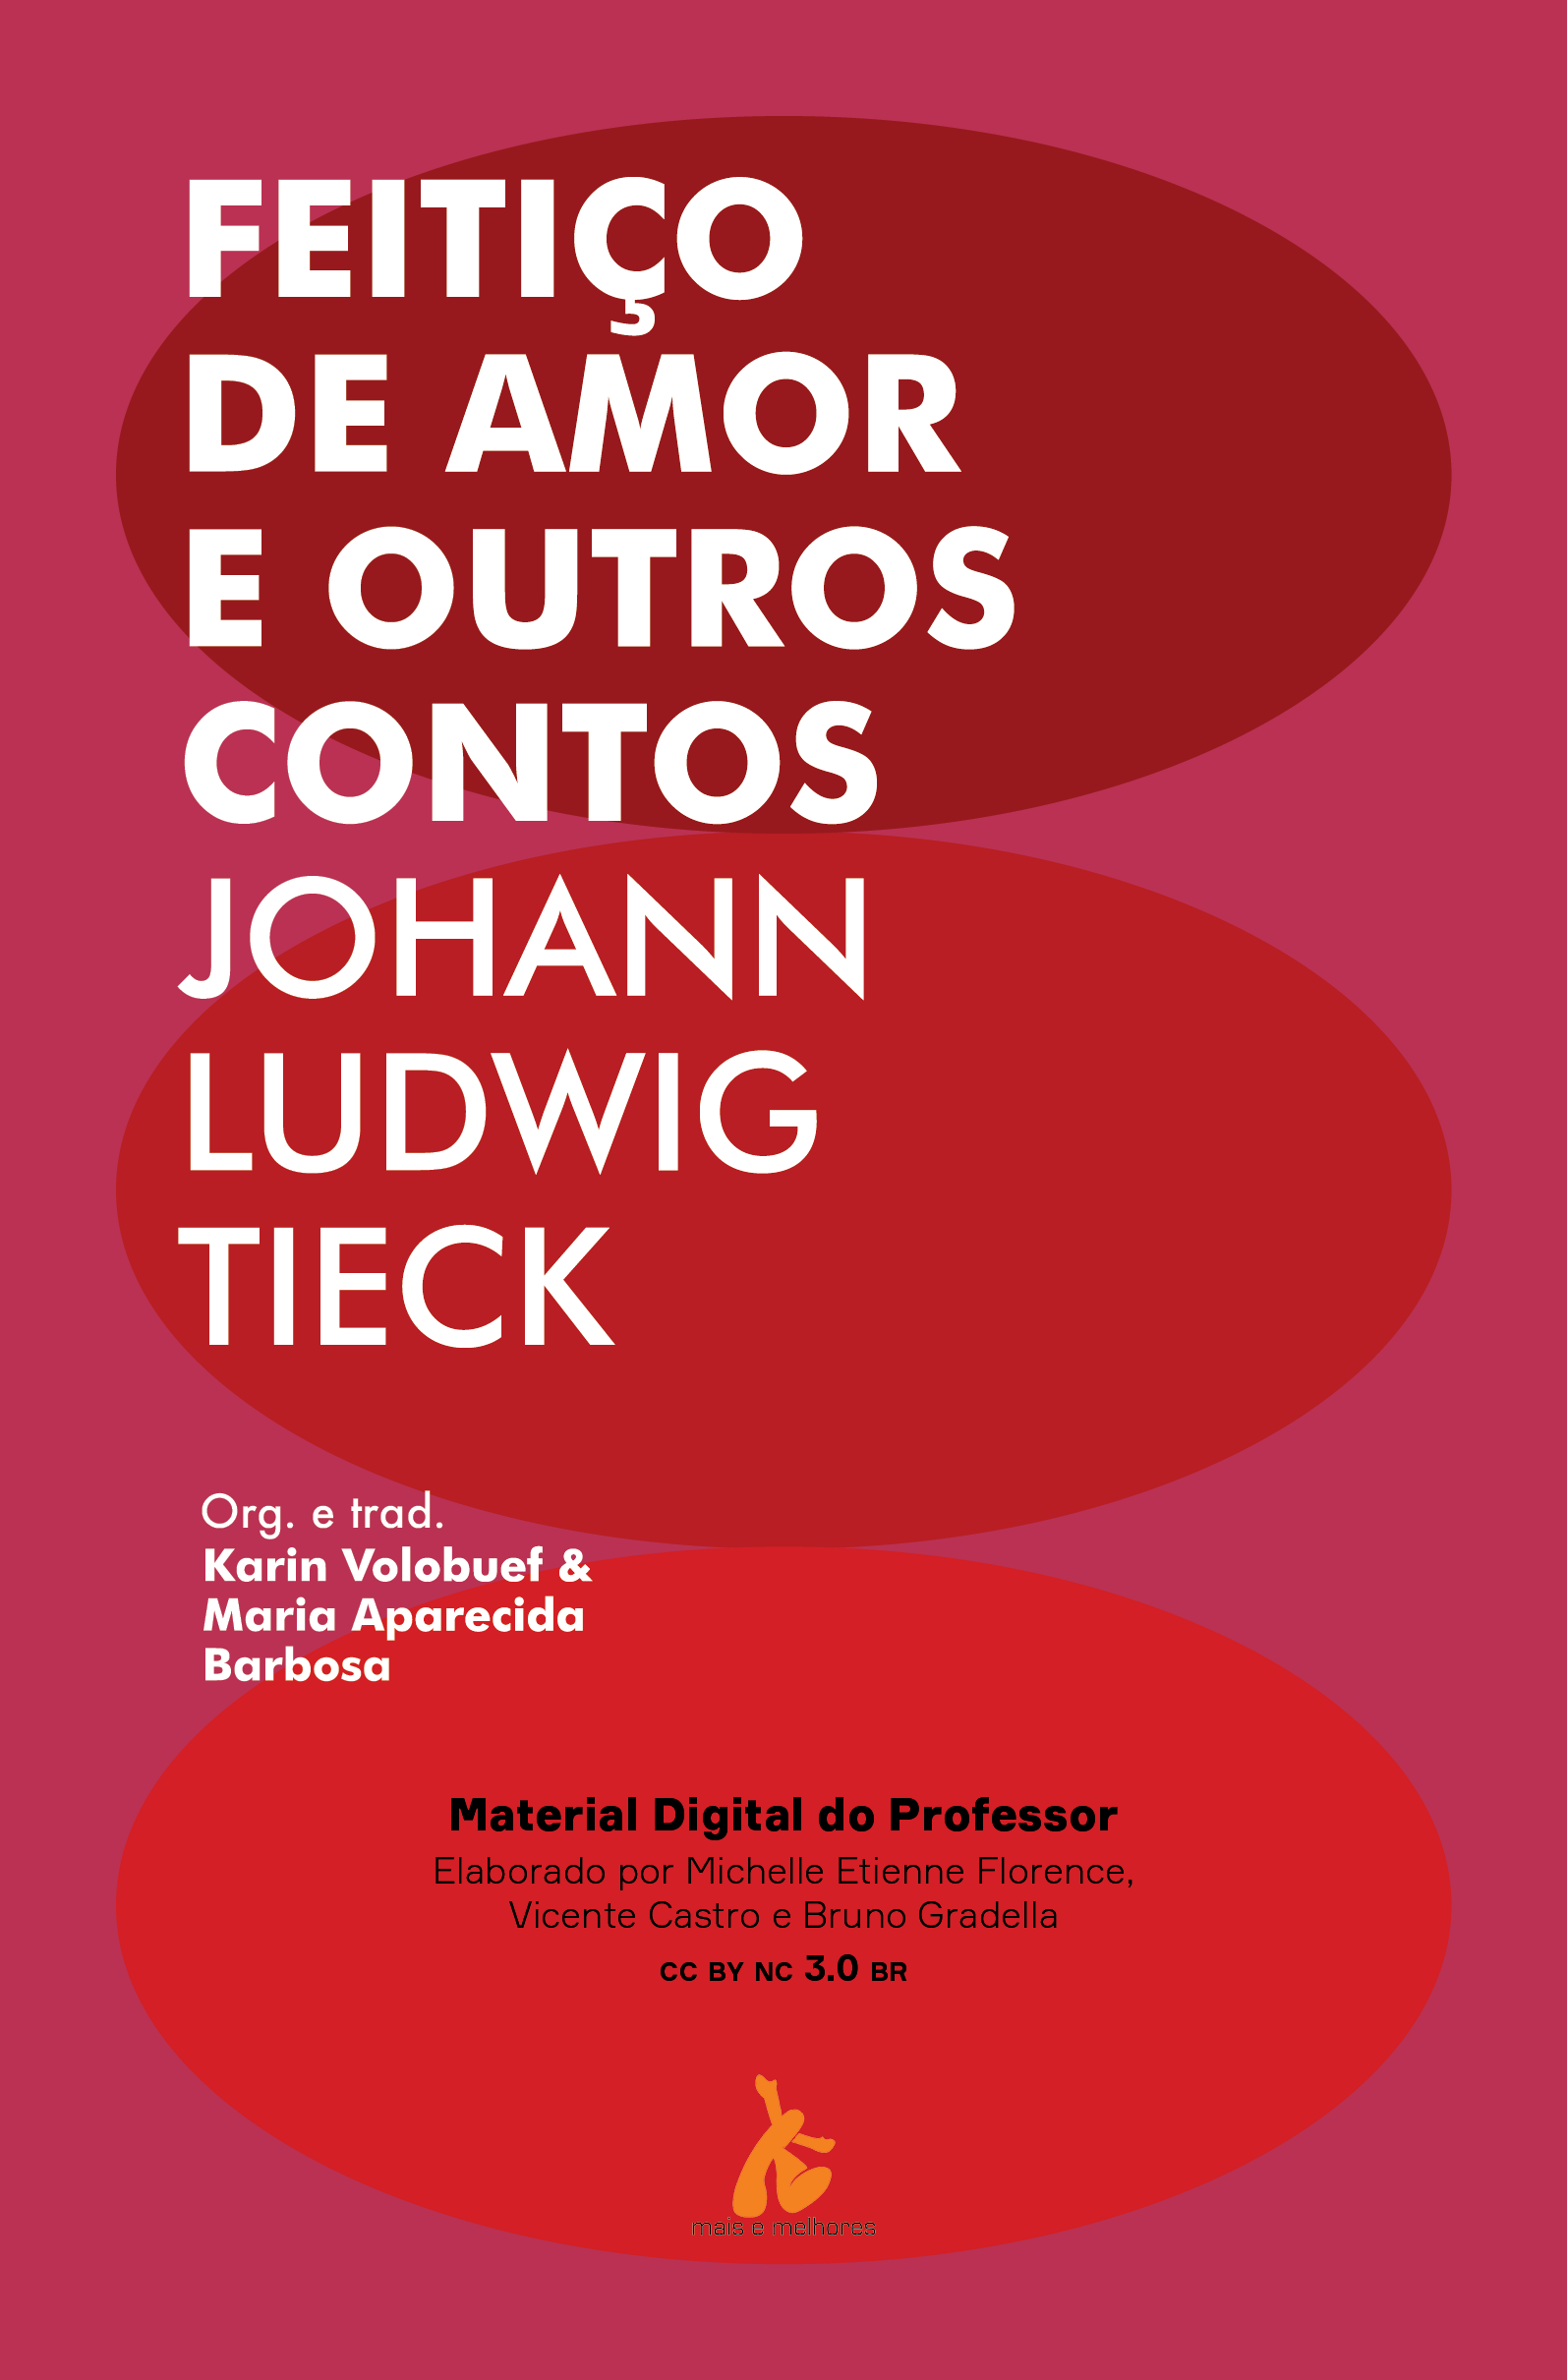 FEITIÇO
DE AMOR
E OUTROS
CONTOS
JOHANN
LUDWIG
TIECK
Org. e trad.
Karin Volobuef &
Maria Aparecida
Barbosa
Material Digital do Professor
Elaborado por Michelle Etienne Florence,
Vicente Castro e Bruno Gradella
CC BY NC 3.0 BR
mais e melhores